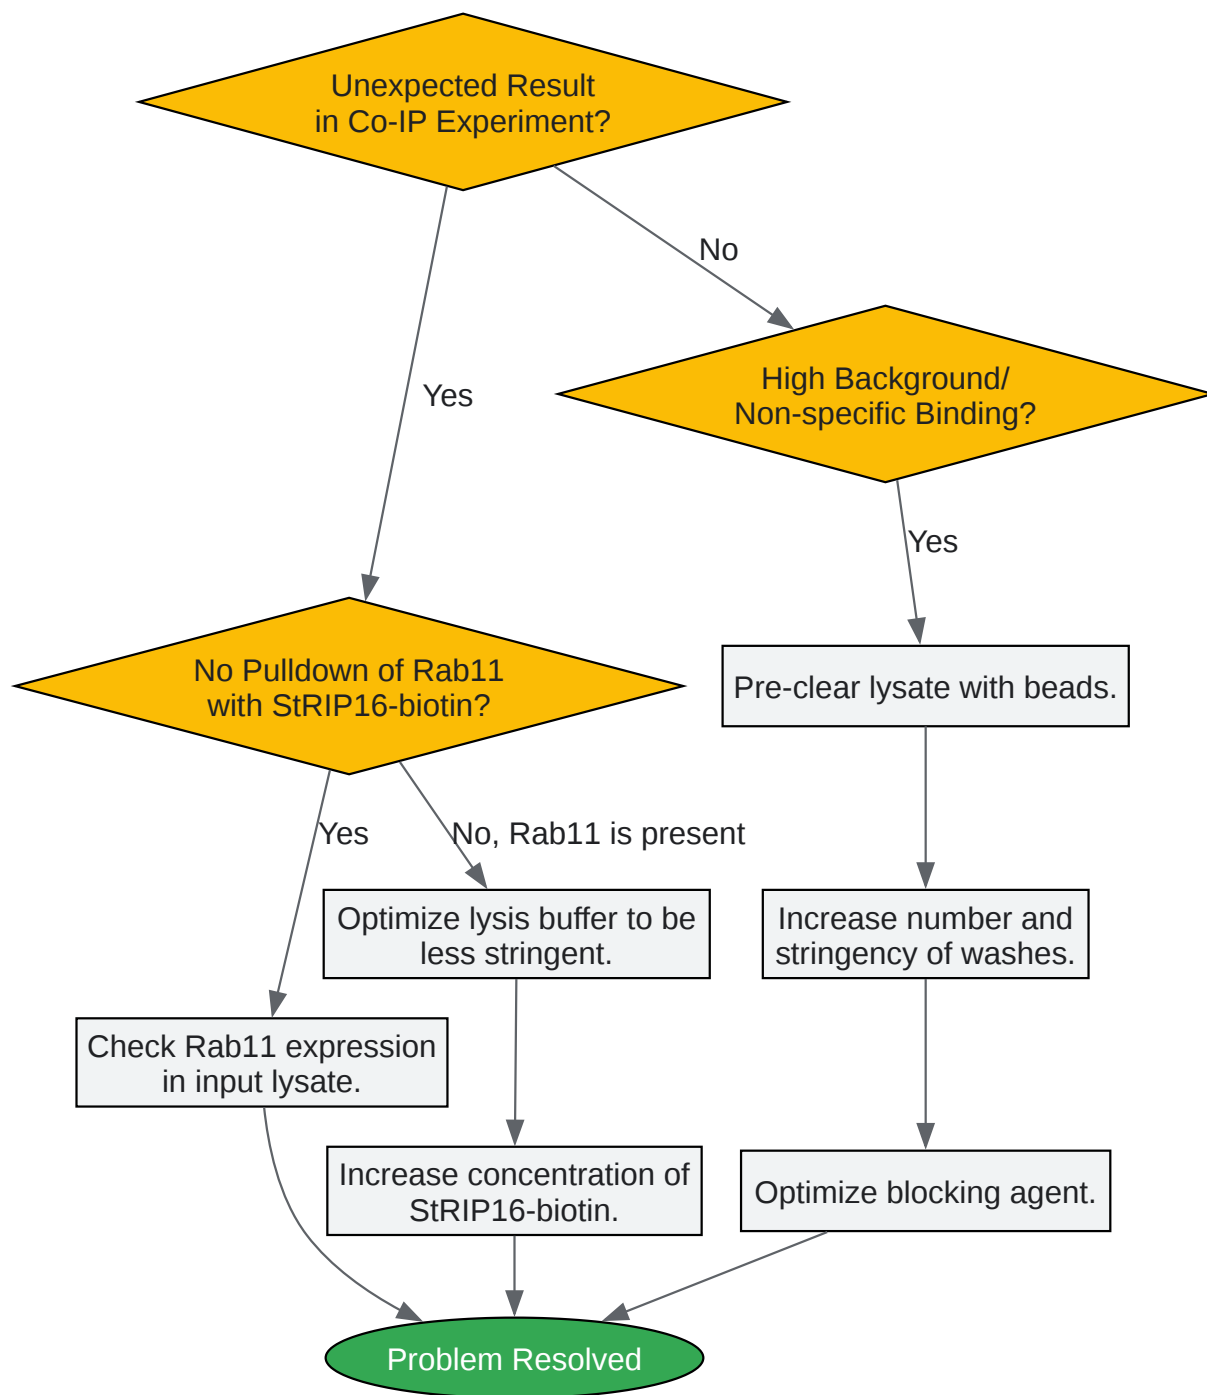 Unexpected Result
in Co-IP Experiment?
No
High Background/
Non-specific Binding?
Yes
Yes
No Pulldown of Rab11
with StRIP16-biotin?
Pre-clear lysate with beads.
Yes
No, Rab11 is present
Optimize lysis buffer to be
less stringent.
Increase number and
stringency of washes.
Check Rab11 expression
in input lysate.
Increase concentration of
StRIP16-biotin.
Optimize blocking agent.
Problem Resolved